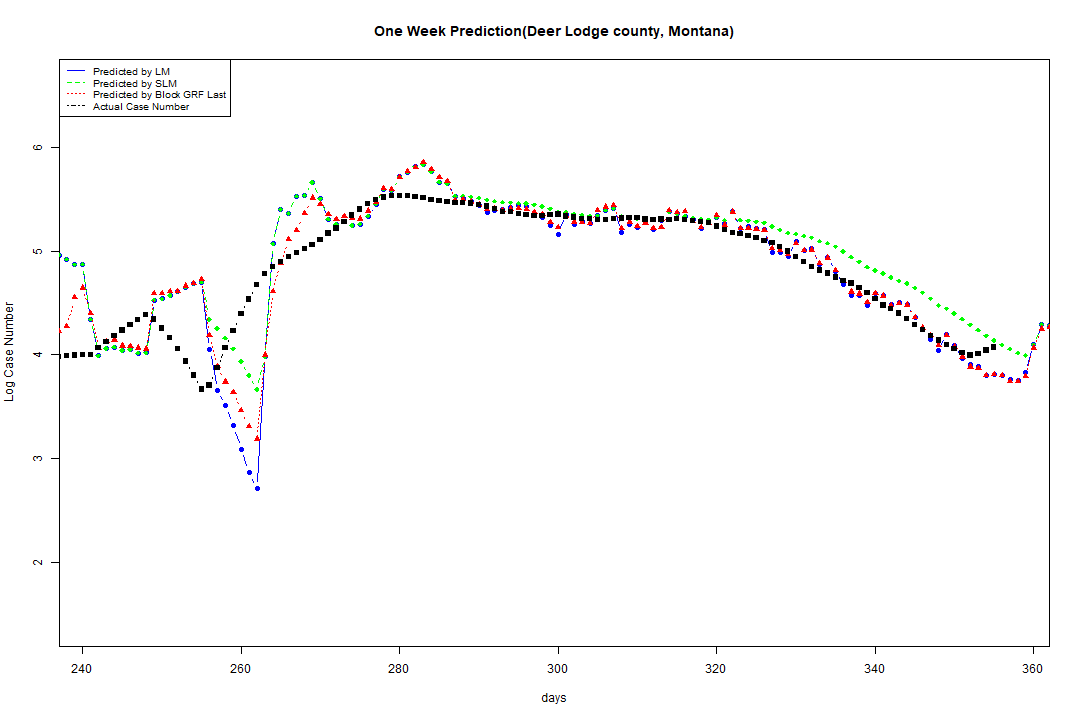 One Week Prediction(Deer Lodge county, Montana)
Predicted by LM
Predicted by SLM
Predicted by Block GRF Last
Actual Case Number
6
5
4
3
2
Log Case Number
240 260 280 300 320 340 360
days